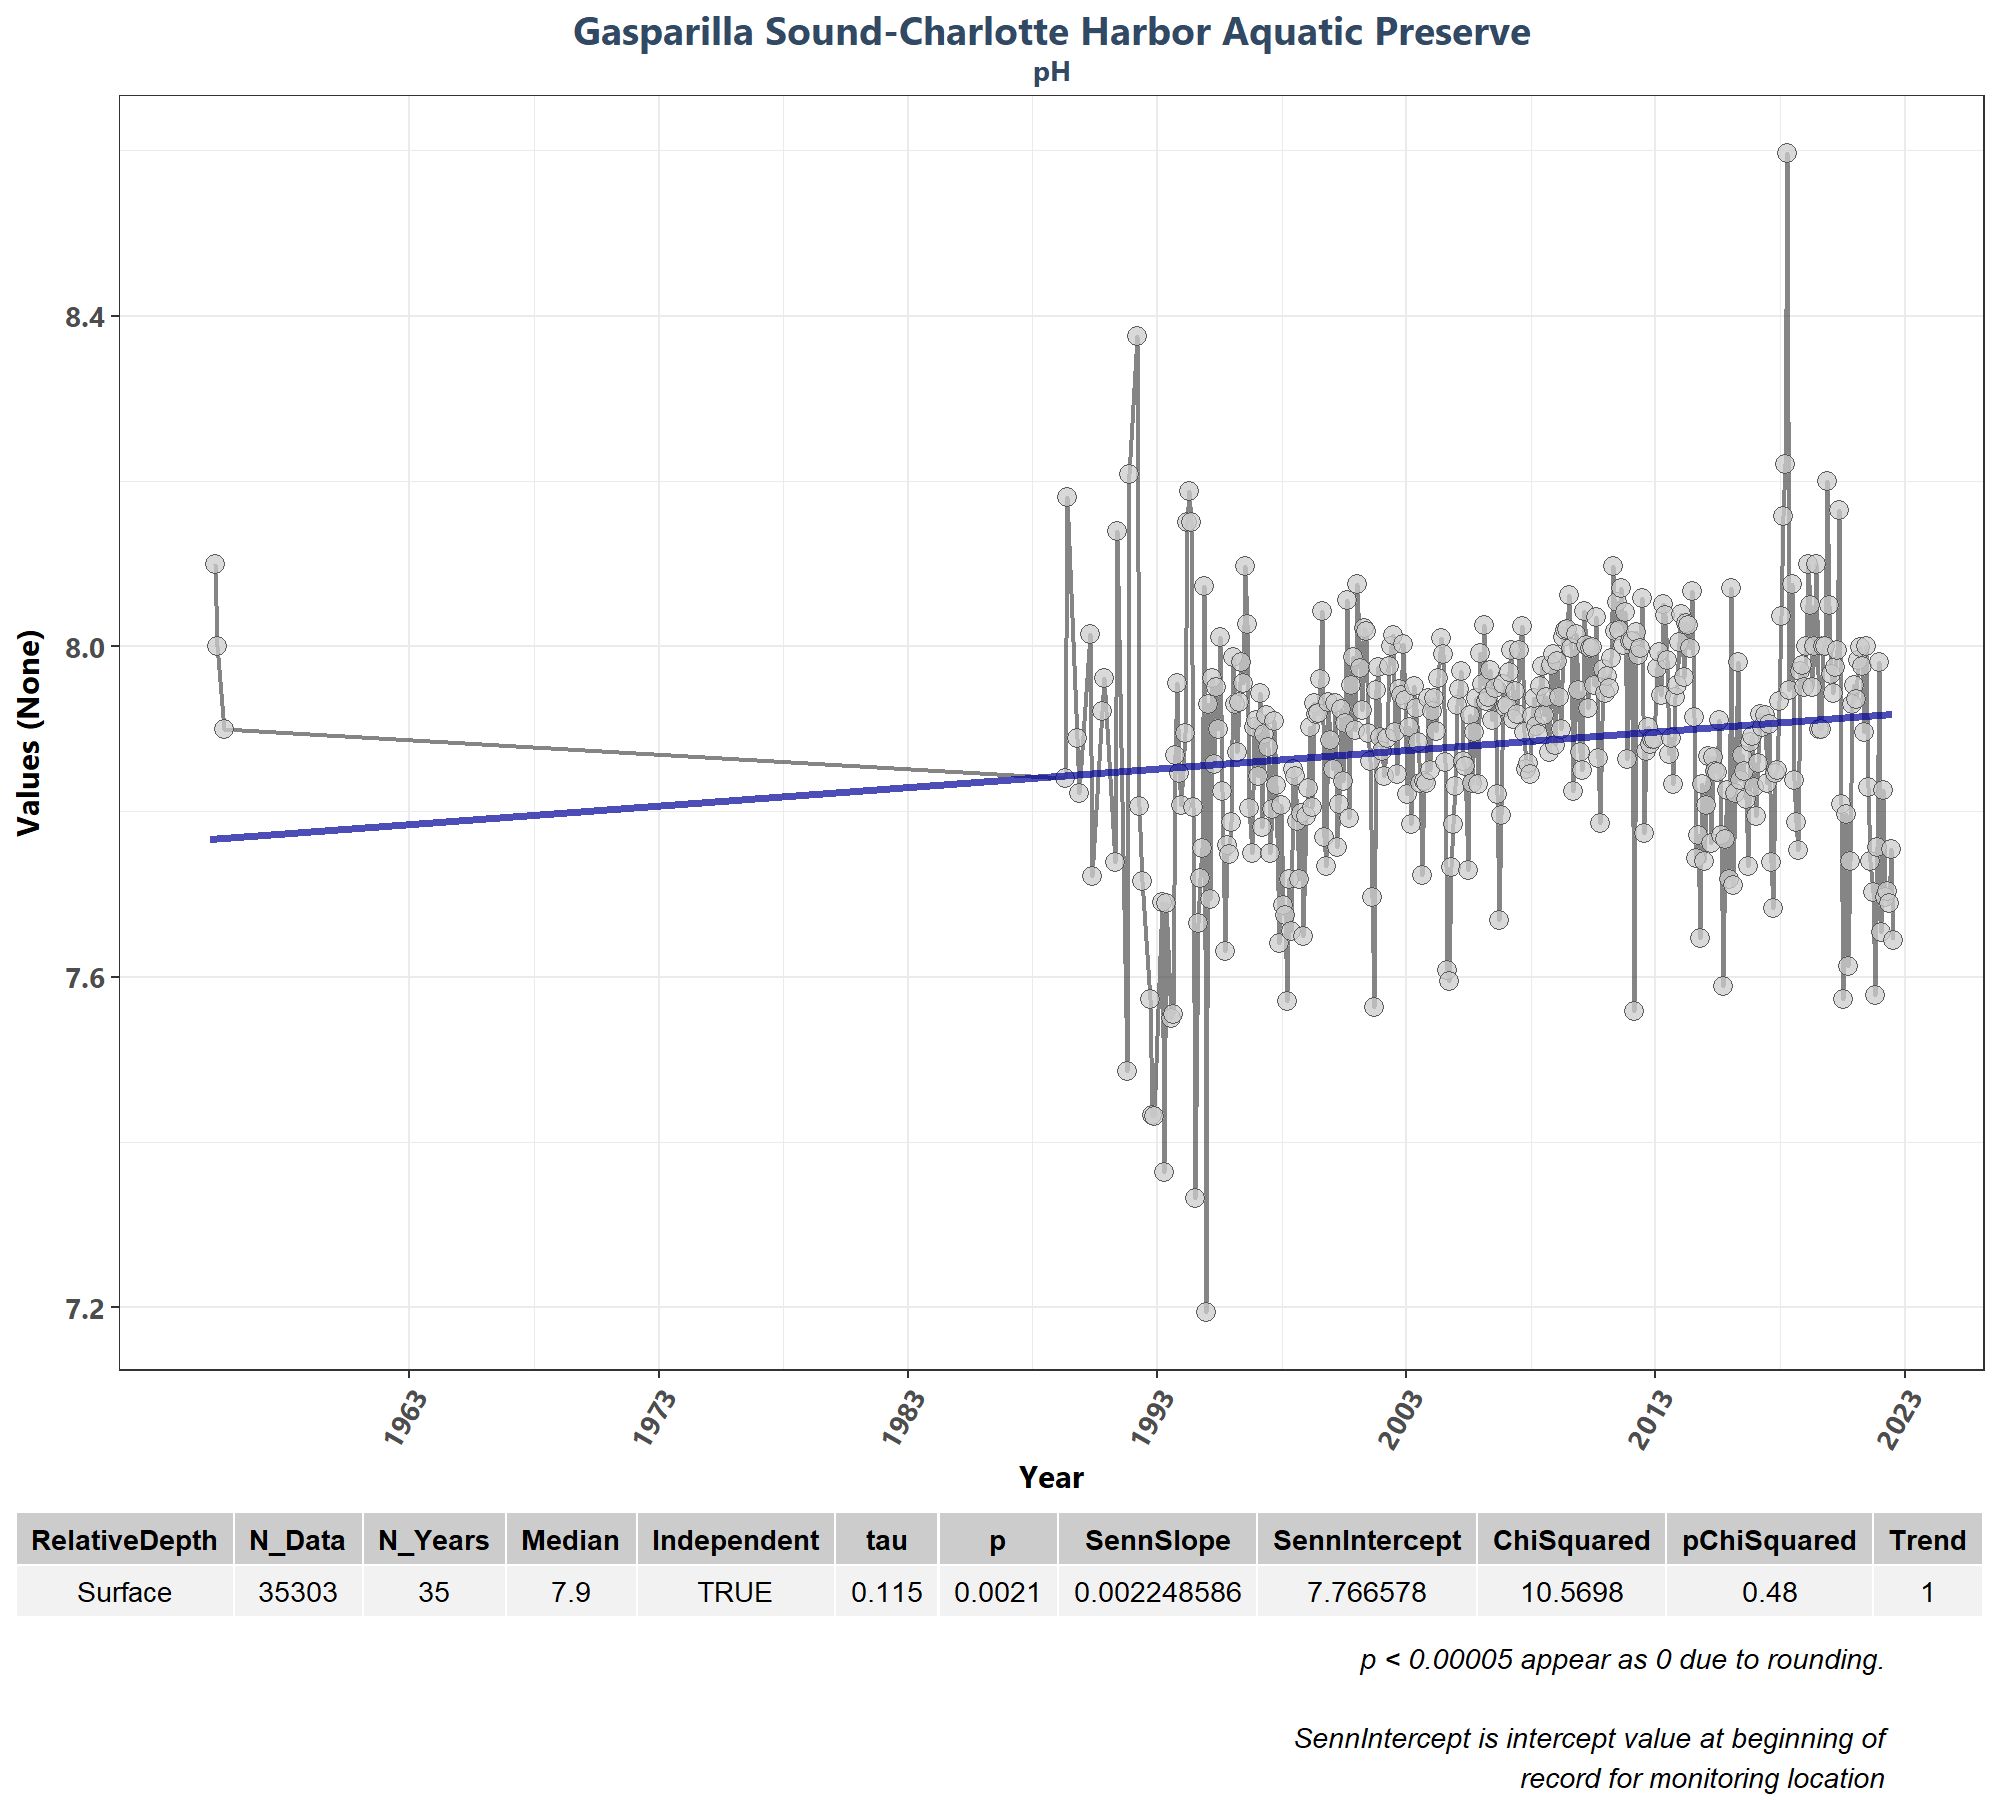 Gasparilla Sound-Charlotte Harbor Aquatic Preserve
pH
Values (None)
8.4
8.0
7.6
7.2
1963
1973
1983
1993
2003
2013
2023
Year
RelativeDepth N_Data N_Years Median Independent tau p SennSlope SennIntercept ChiSquared pChiSquared Trend
Surface 35303 35 7.9 TRUE 0.115 0.0021 0.002248586 7.766578 10.5698 0.48 1
p < 0.00005 appear as 0 due to rounding.
SennIntercept is intercept value at beginning of
record for monitoring location